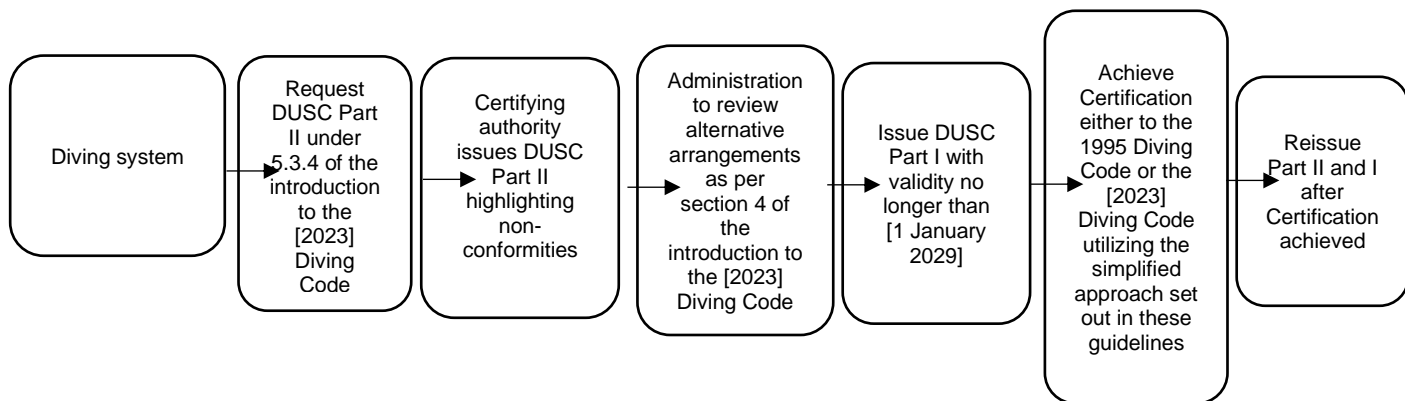 Diving system
Request
DUSC Part
II under
5.3.4 of the
introduction
to the
[2023]
Diving
Code
Certifying
authority
issues DUSC
Part II
highlighting
non-
conformities
Administration
to review
alternative
arrangements
as per
section 4 of
the
introduction to
the [2023]
Diving Code
Issue DUSC
Part I with
validity no
longer than
[1 January
2029]
Achieve
Certification
either to the
1995 Diving
Code or the
[2023]
Diving Code
utilizing the
simplified
approach set
out in these
guidelines
Reissue
Part II and I
after
Certification
achieved